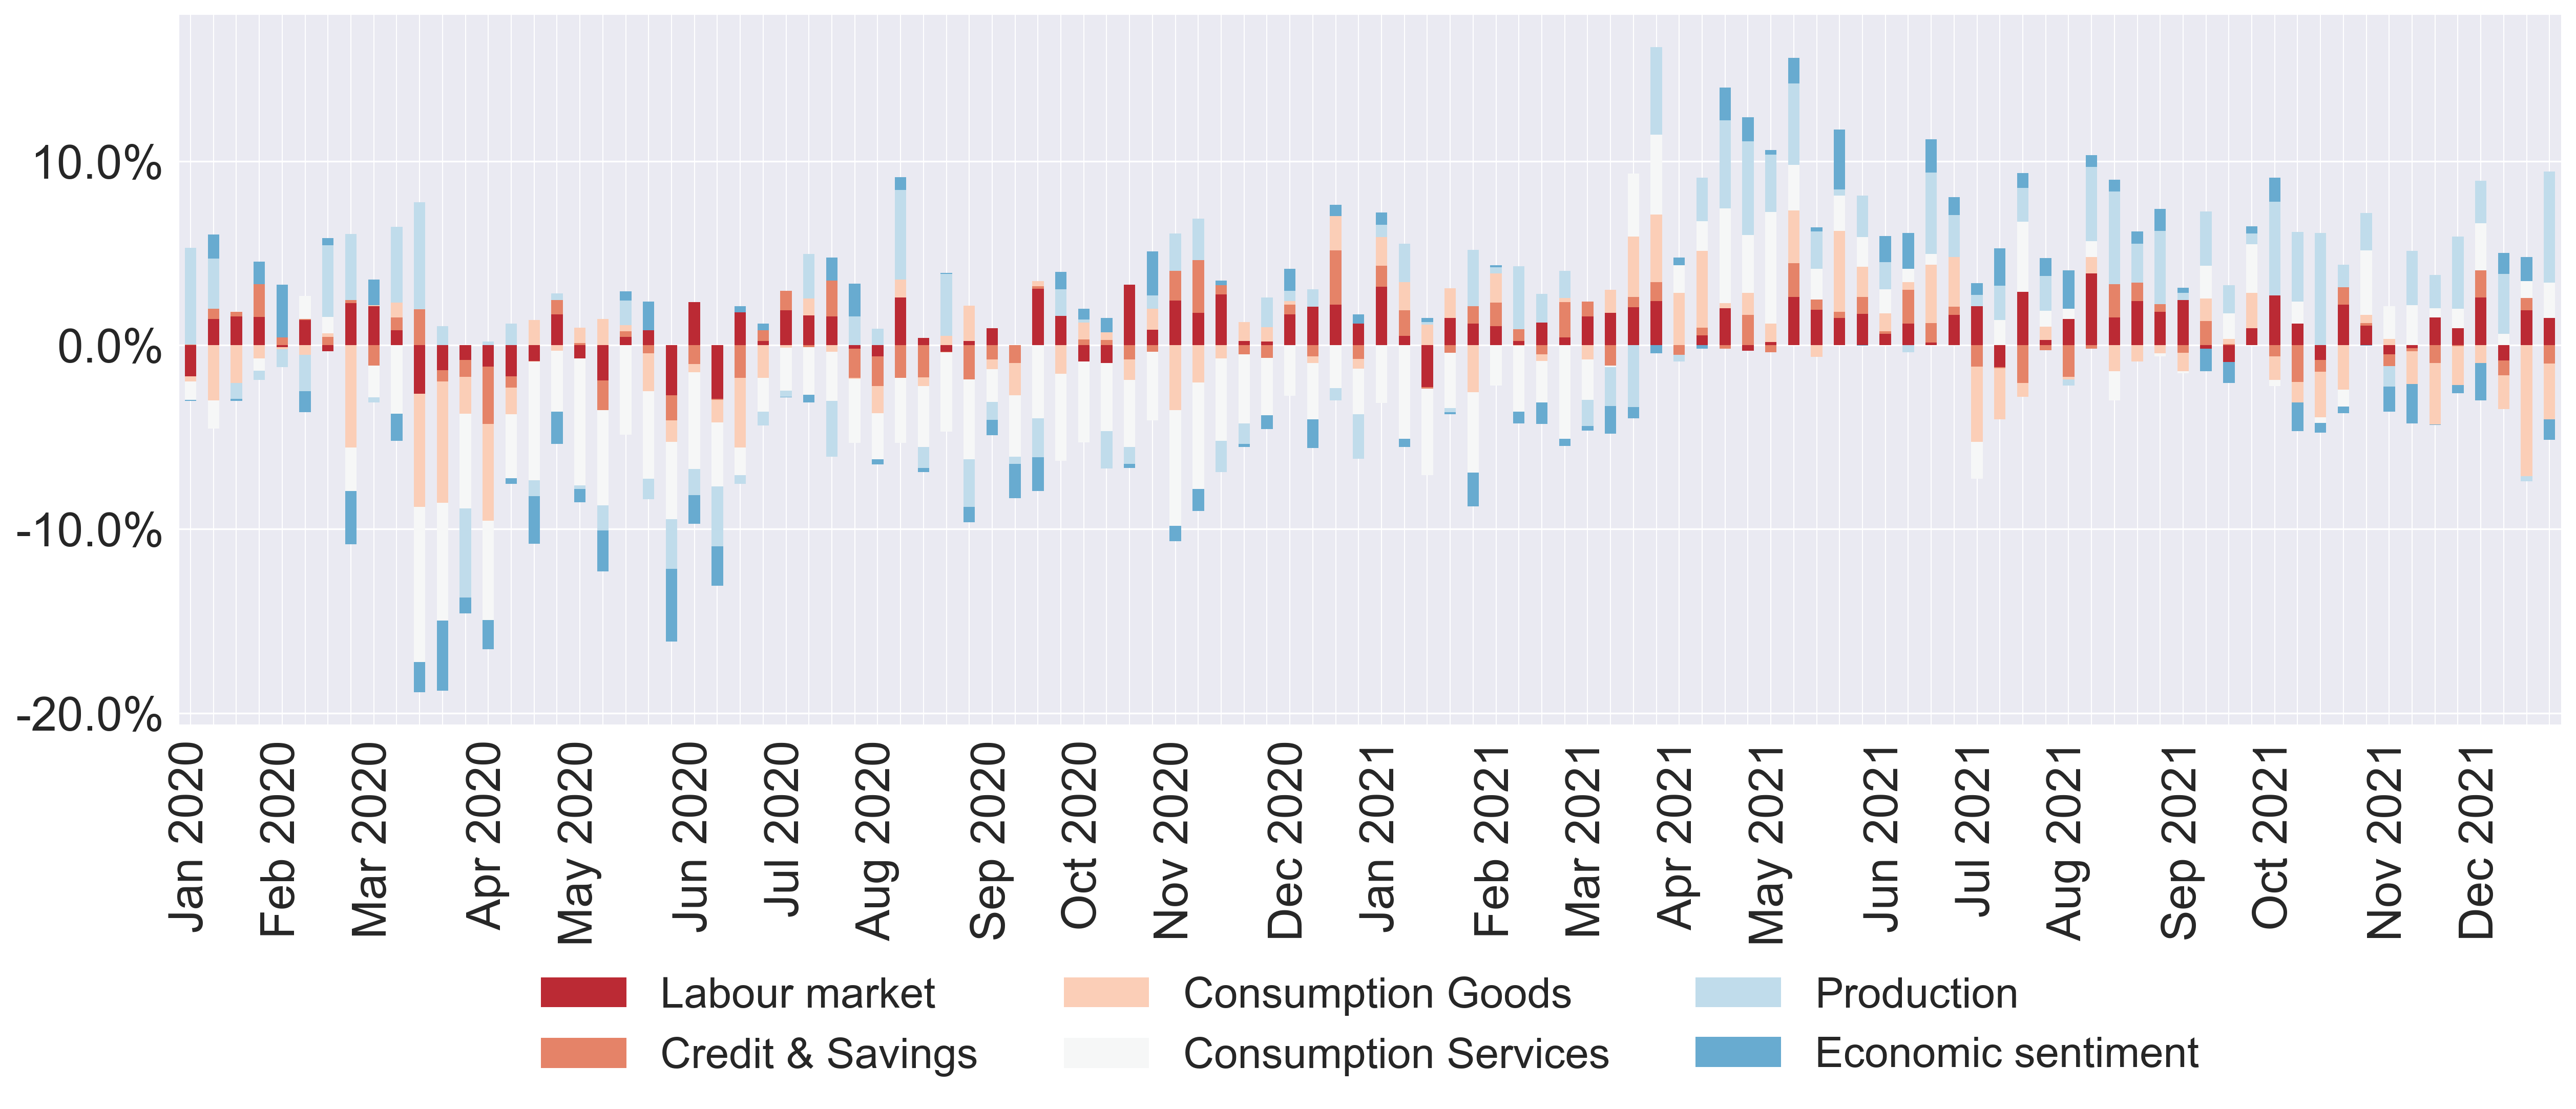 10.0%
0.0%
-10.0%
-20.0%
Jan 2020
Feb 2020
Mar 2020
Apr 2020
May 2020
Jun 2020
Jul 2020
Aug 2020
Sep 2020
Oct 2020
Nov 2020
Dec 2020
Jan 2021
Feb 2021
Mar 2021
Apr 2021
May 2021
Jun 2021
Jul 2021
Aug 2021
Sep 2021
Oct 2021
Nov 2021
Dec 2021
Labour market
Credit & Savings
Consumption Goods
Consumption Services
Production
Economic sentiment